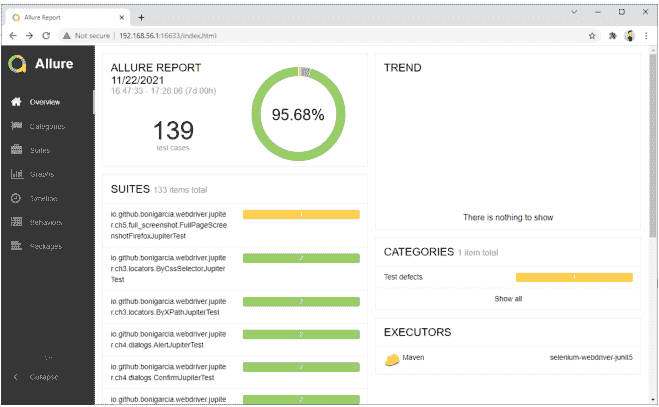 Allure Report
Not secure | 192.168.56.1:16633/index.html
Allure
Overview
Categories
Suites
Graphs
Timeline
Behaviors
Packages
Collapse
ALLURE REPORT
11/22/2021
16:47:33 - 17:26:06 (7d 00h)
139
test cases
95.68%
SUITES 133 items total
io.github.bonigarcia.webdriver.jupite
r.ch5.full_screenshot.FullPageScree
nshotFirefoxJupiterTest
1
io.github.bonigarcia.webdriver.jupite
r.ch3.locators.ByCssSelectorJupiter
Test
2
io.github.bonigarcia.webdriver.jupite
r.ch3.locators.ByXPathJupiterTest
2
io.github.bonigarcia.webdriver.jupite
r.ch4.dialogs.AlertJupiterTest
2
io.github.bonigarcia.webdriver.jupite
r.ch4.dialogs.ConfirmJupiterTest
2
io.github.bonigarcia.webdriver.jupite
2
TREND
There is nothing to show
CATEGORIES 1 item total
Test defects
Show all
EXECUTORS
Maven
selenium-webdriver-junit5